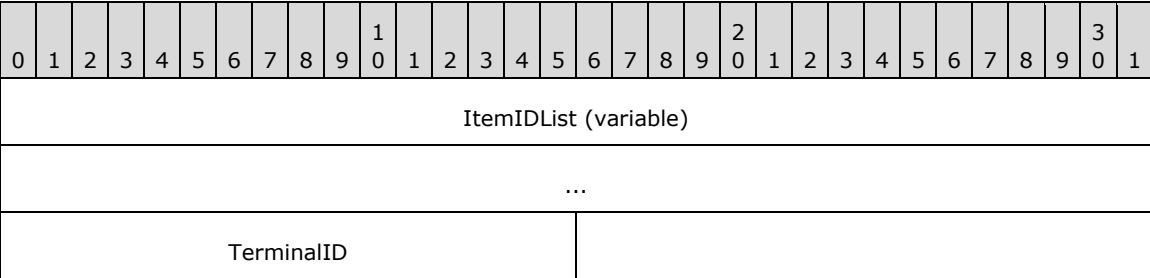 1 2 3
0 1 2 3 4 5 6 7 8 9 0 1 2 3 4 5 6 7 8 9 0 1 2 3 4 5 6 7 8 9 0 1
ItemIDList (variable)
...
TerminalID